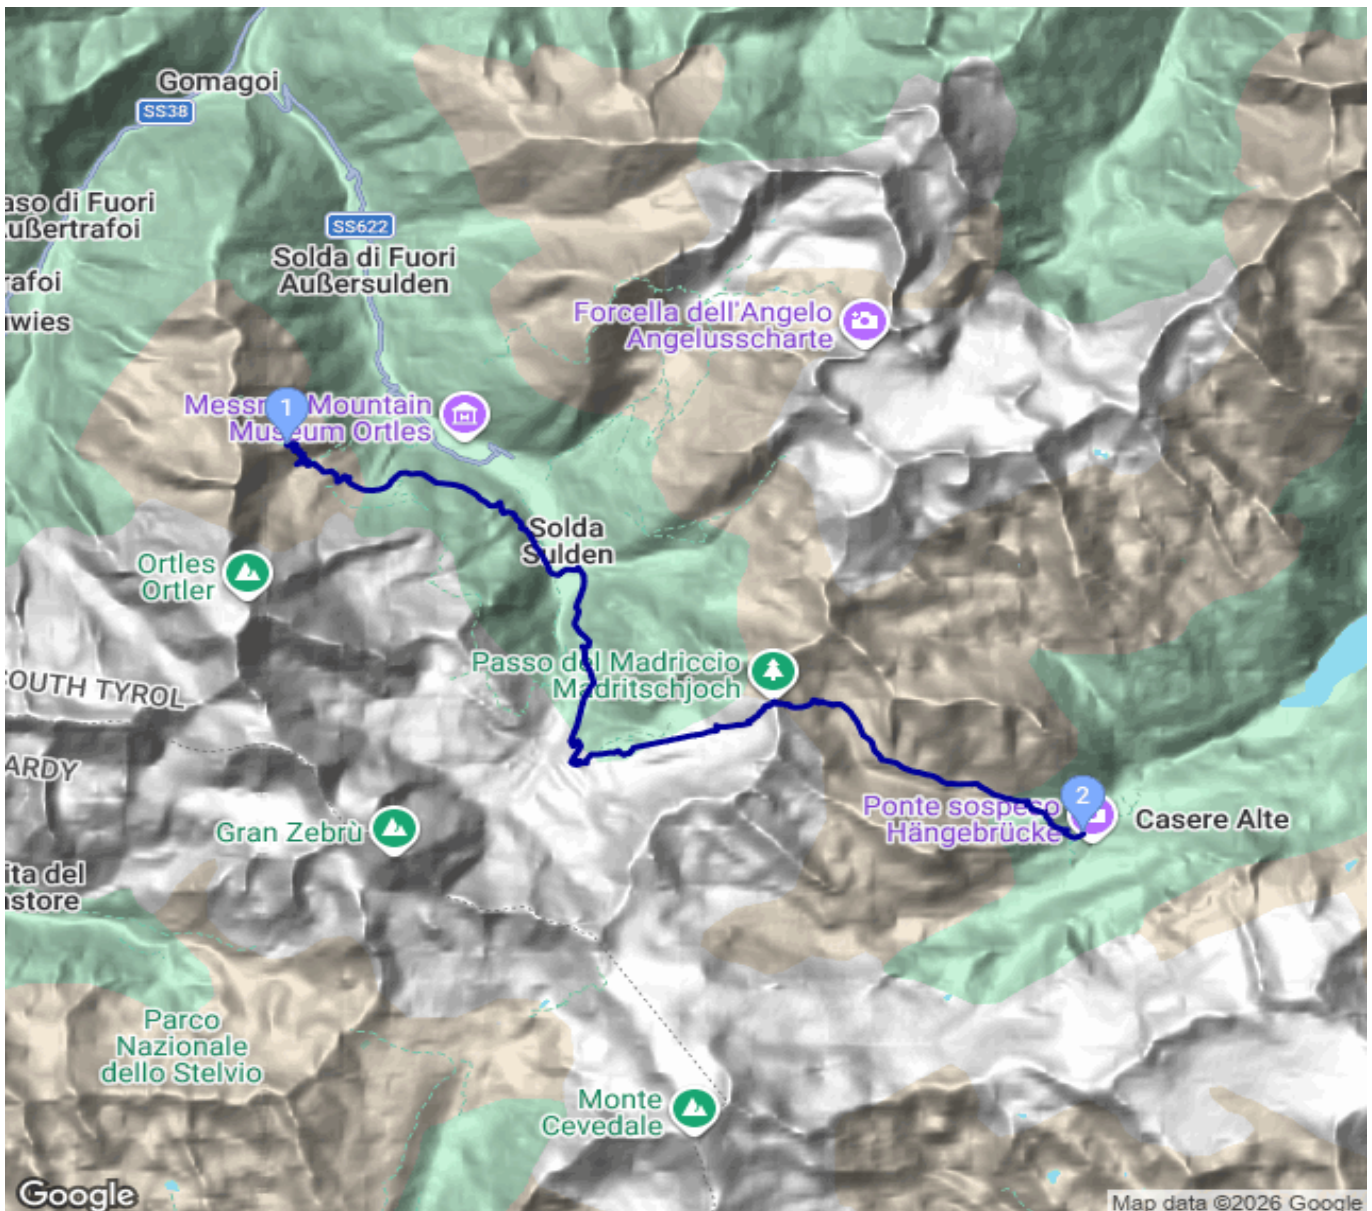 Gomagoi
SS38
aso di Fuori
ußertrafoi
SS622
Solda di Fuori
Außersulden
rafoi
wies
Forcella dell'Angelo
Angelusscharte
1
Mountain
Museum Ortles
Solda
Sulden
Ortles
Ortler
Passo del Madriccio
Madritschjoch
OUTH TYROL
ARDY
2
Ponte sospeso
Hängebrücke
Casere Alte
Gran Zebrù
ita del
astore
Parco
Nazionale
dello Stelvio
Monte
Cevedale
Google
Map data ©2026 Google